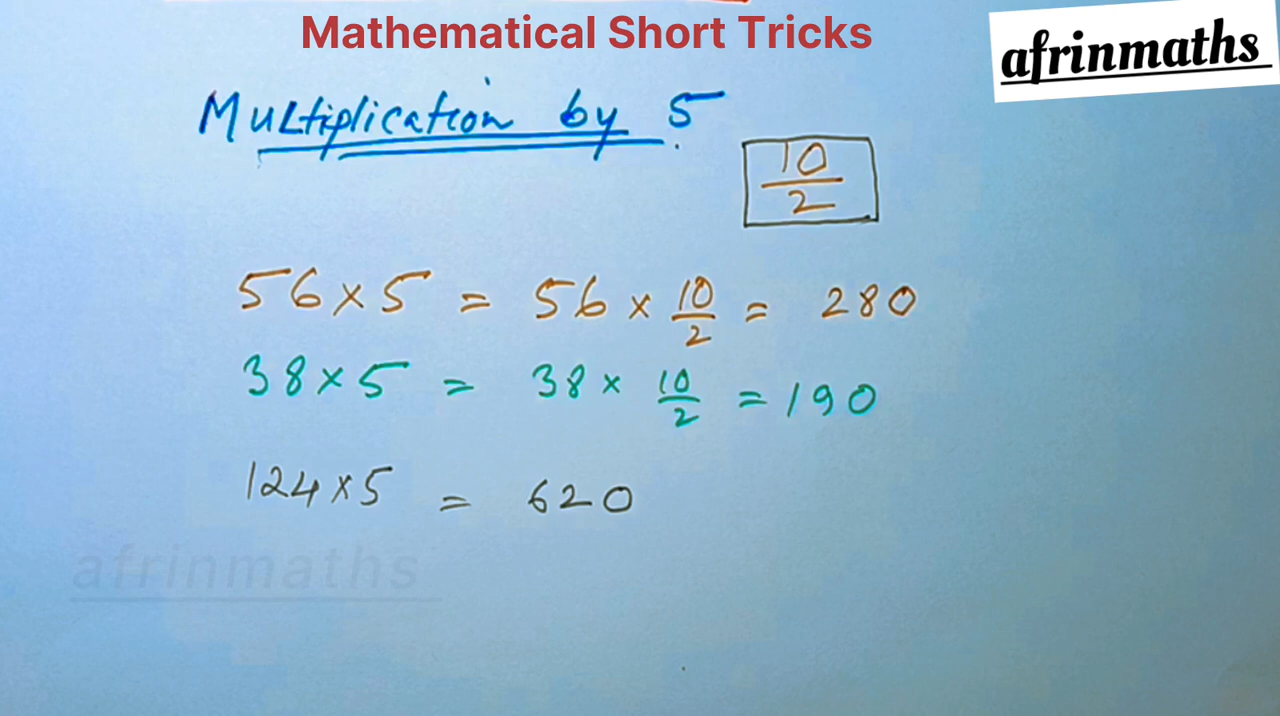 Mathematical Short Tricks
afrinmaths
Multiplication by 5
10/2
56 × 5 = 56 × 10/2 = 280
38 × 5 = 38 × 10/2 = 190
124 × 5 = 620
afrinmaths